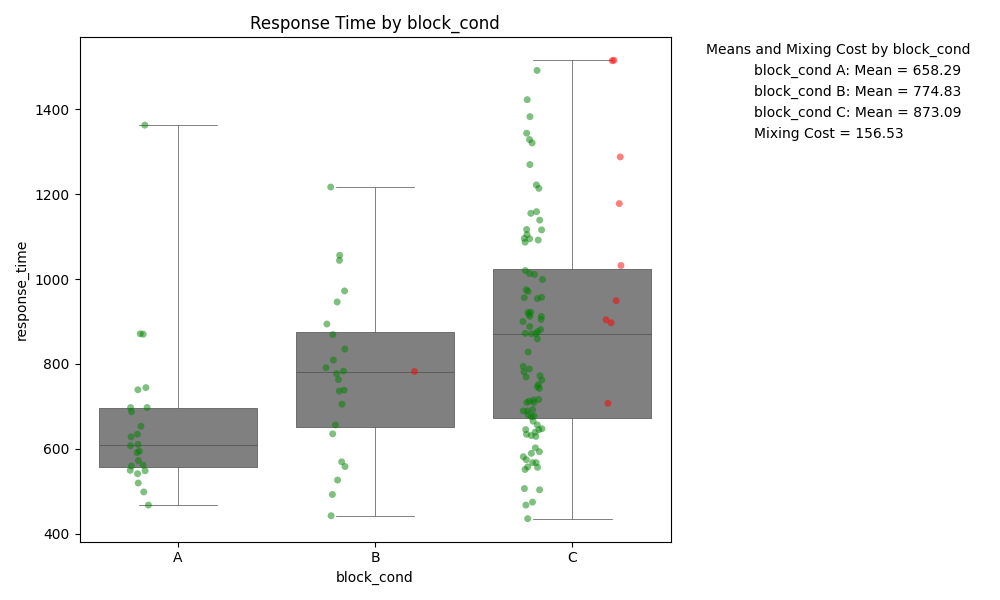 Response Time by block_cond
Means and Mixing Cost by block_cond
block_cond A: Mean = 658.29
block_cond B: Mean = 774.83
block_cond C: Mean = 873.09
Mixing Cost = 156.53
response_time
1400
1200
1000
800
600
400
A B C
block_cond